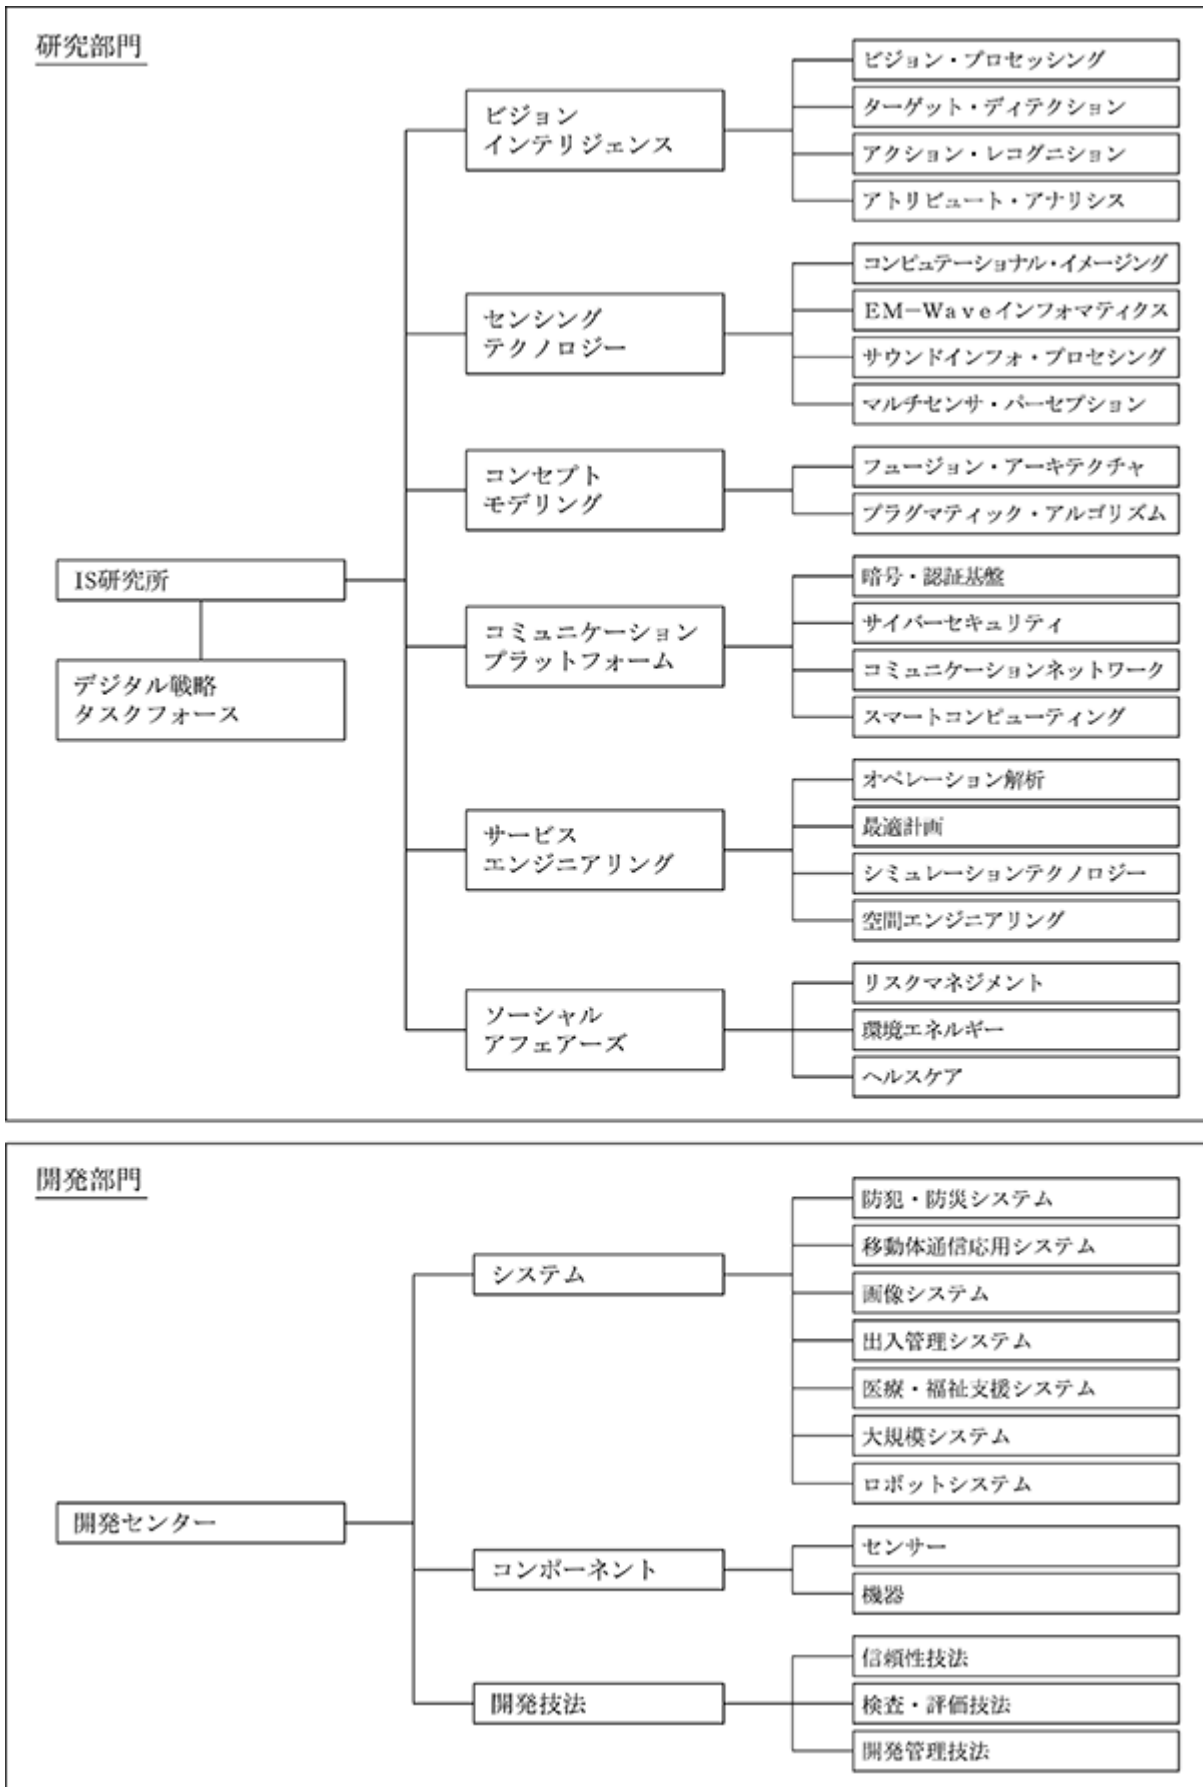 研究部門
IS研究所
デジタル戦略
タスクフォース
ビジョン
インテリジェンス
ビジョン・プロセッシング
ターゲット・ディテクション
アクション・レコグニション
アトリビュート・アナリシス
センシング
テクノロジー
コンピュテーショナル・イメージング
EM－Waveインフォマティクス
サウンドインフォ・プロセシング
マルチセンサ・パーセプション
コンセプト
モデリング
フュージョン・アーキテクチャ
プラグマティック・アルゴリズム
コミュニケーション
プラットフォーム
暗号・認証基盤
サイバーセキュリティ
コミュニケーションネットワーク
スマートコンピューティング
サービス
エンジニアリング
オペレーション解析
最適計画
シミュレーションテクノロジー
空間エンジニアリング
ソーシャル
アフェアーズ
リスクマネジメント
環境エネルギー
ヘルスケア
開発部門
開発センター
システム
防犯・防災システム
移動体通信応用システム
画像システム
出入管理システム
医療・福祉支援システム
大規模システム
ロボットシステム
コンポーネント
センサー
機器
開発技法
信頼性技法
検査・評価技法
開発管理技法